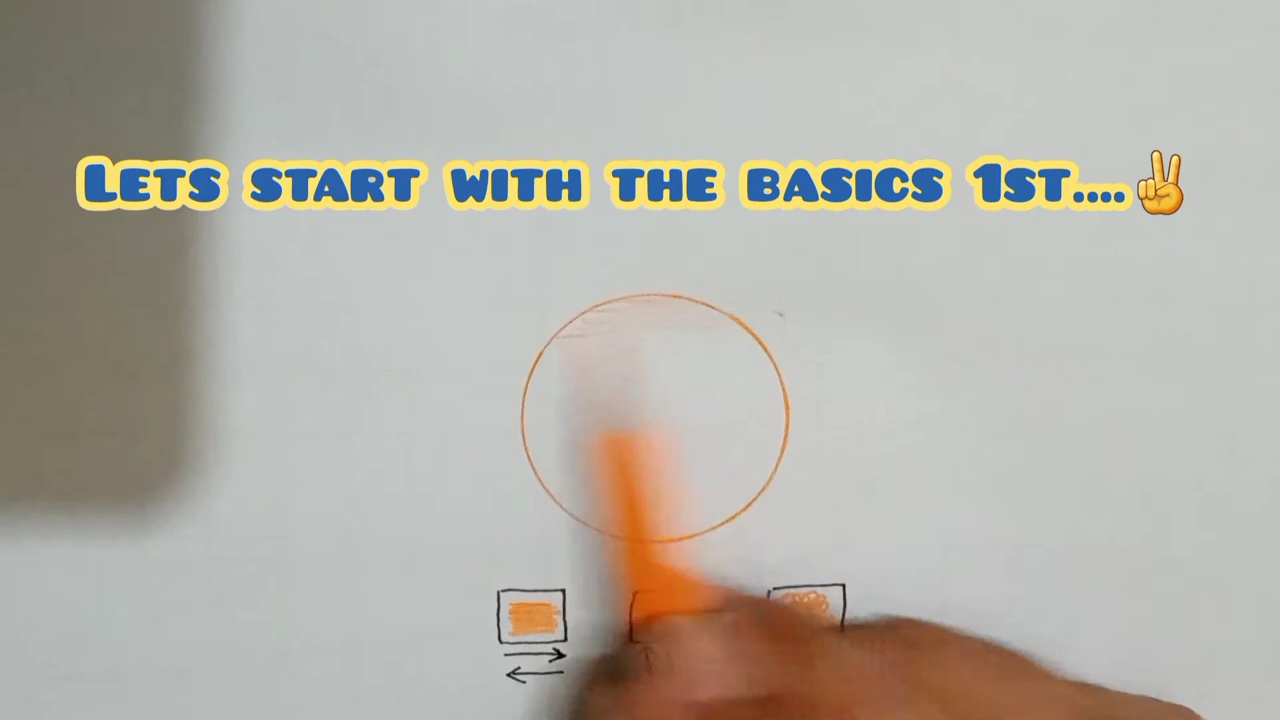 Lets start with the basics 1st....✌️